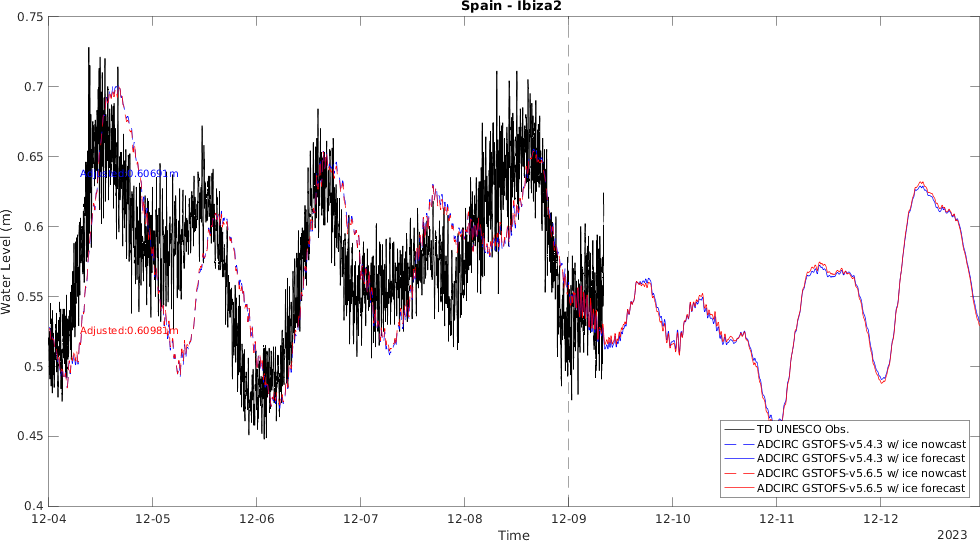 Spain - Ibiza2
0.75
0.7
0.65
0.6
0.55
0.5
0.45
0.4
Water Level (m)
Adjusted:0.60691m
Adjusted:0.60981m
TD UNESCO Obs.
ADCIRC GSTOFS-v5.4.3 w/ ice nowcast
ADCIRC GSTOFS-v5.4.3 w/ ice forecast
ADCIRC GSTOFS-v5.6.5 w/ ice nowcast
ADCIRC GSTOFS-v5.6.5 w/ ice forecast
12-04 12-05 12-06 12-07 12-08 12-09 12-10 12-11 12-12
Time
2023